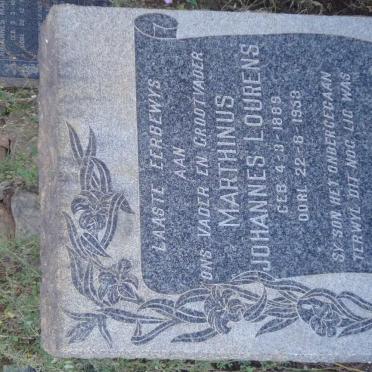 LAASTE EERBEWYS
AAN
ONS VADER EN GROOTVADER
MARTHINUS
JOHANNES LOURENS
GEB 4-3-1889
OORL 22-6-1953
SY SON HET ONDERGEGAAN
TERWYL DIT NOG LIG WAS